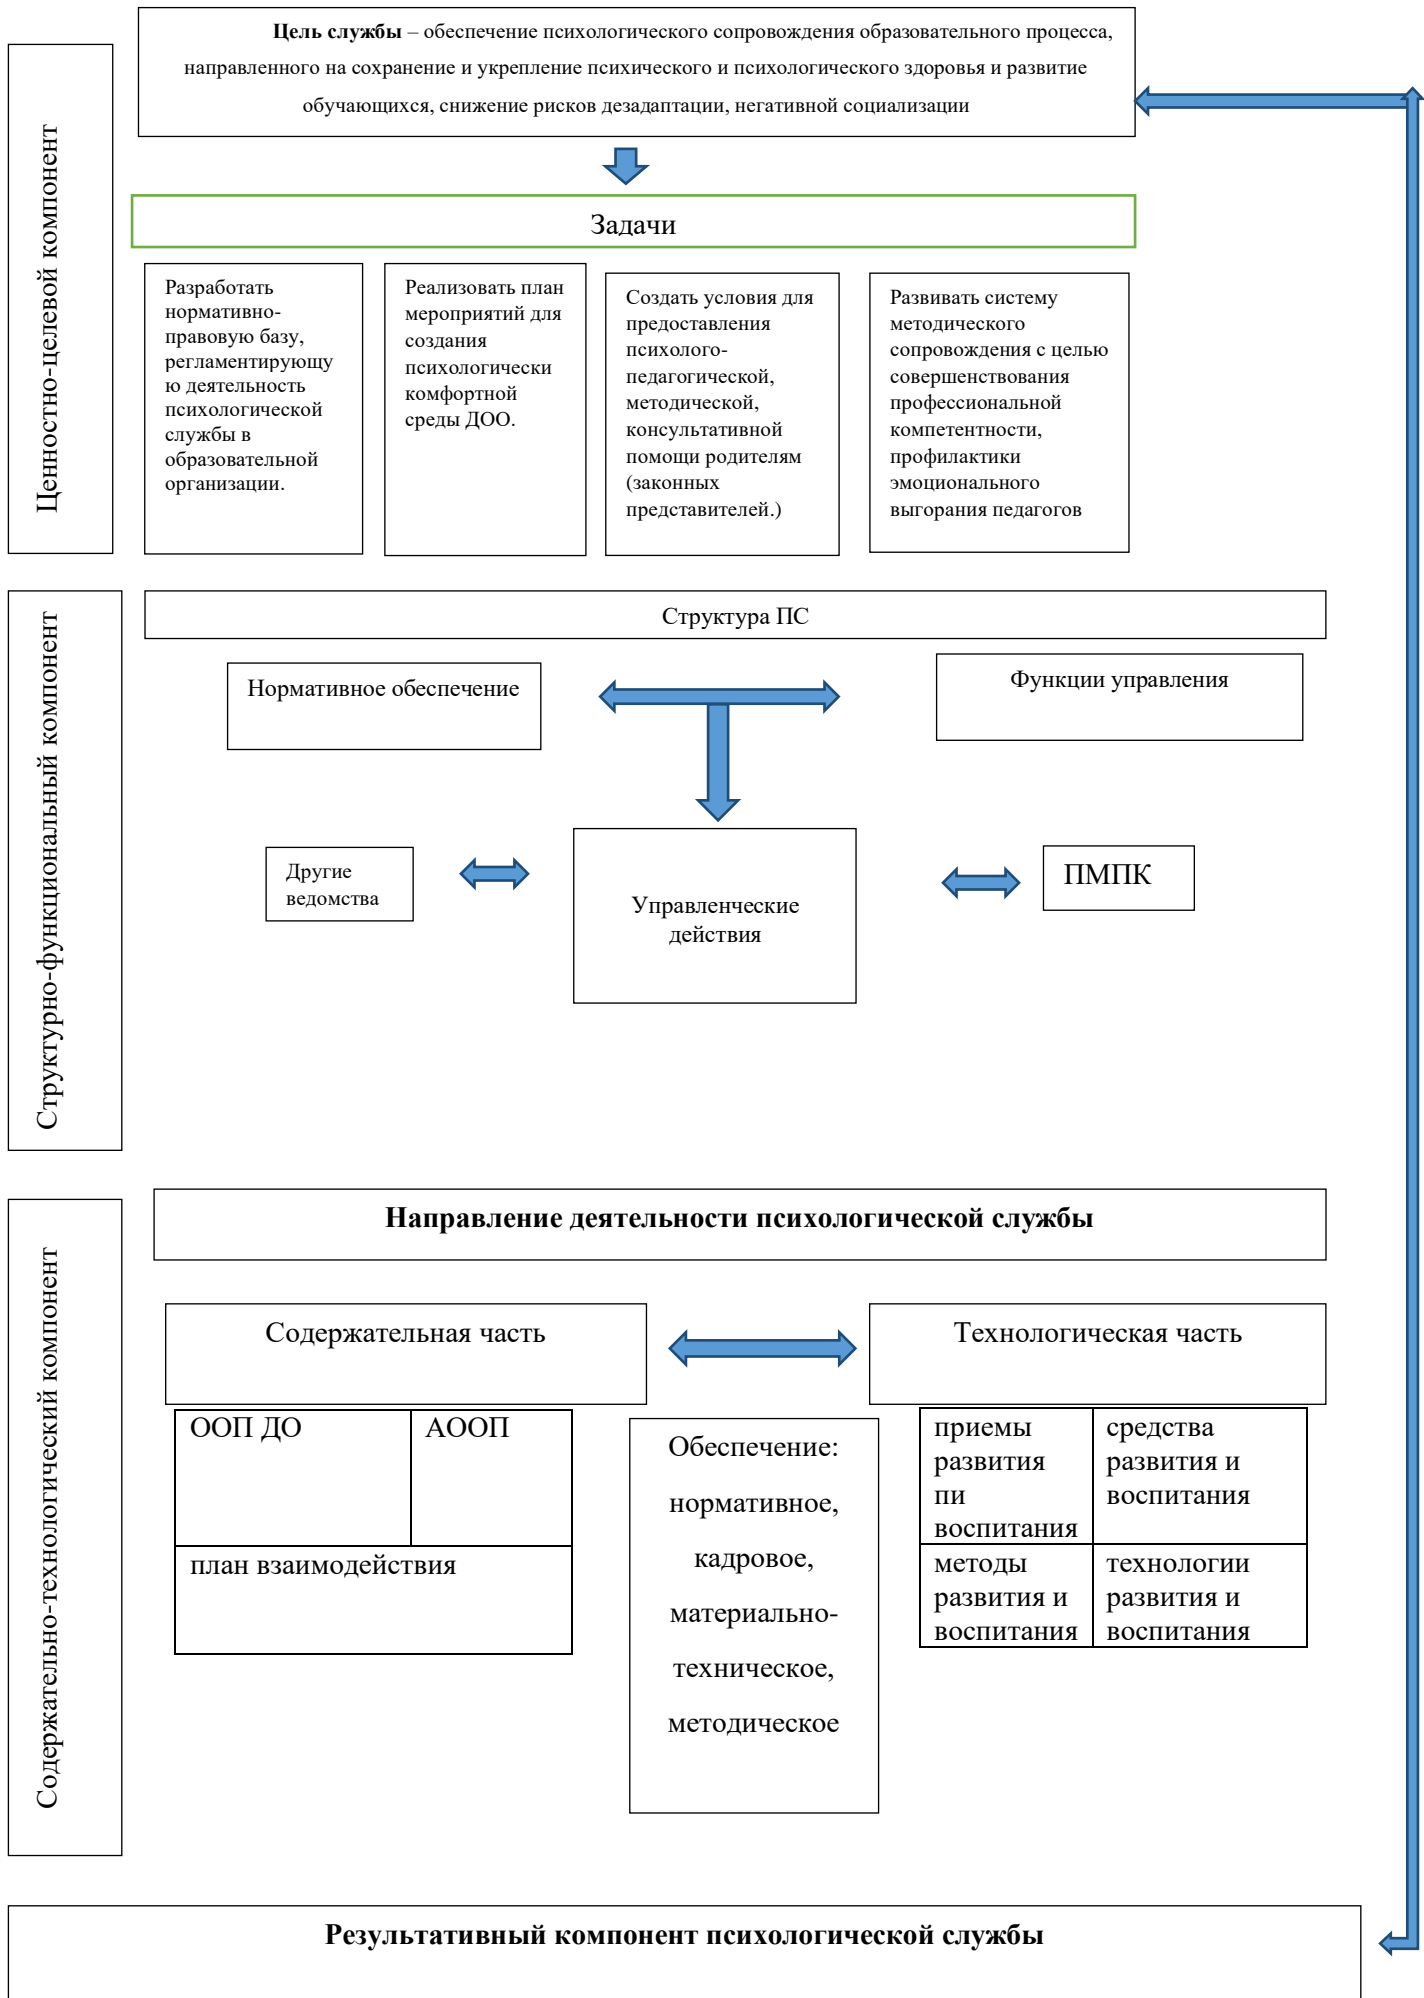 Цель службы – обеспечение психологического сопровождения образовательного процесса,
направленного на сохранение и укрепление психического и психологического здоровья и развитие
обучающихся, снижение рисков дезадаптации, негативной социализации
Ценностно-целевой компонент
Задачи
Разработать
нормативно-
правовую базу,
регламентирующу
ю деятельность
психологической
службы в
образовательной
организации.
Реализовать план
мероприятий для
создания
психологически
комфортной
среды ДОО.
Создать условия для
предоставления
психолого-
педагогической,
методической,
консультативной
помощи родителям
(законных
представителей.)
Развивать систему
методического
сопровождения с целью
совершенствования
профессиональной
компетентности,
профилактики
эмоционального
выгорания педагогов
Структурно-функциональный компонент
Структура ПС
Нормативное обеспечение
Функции управления
Другие
ведомства
Управленческие
действия
ПМПК
Содержательно-технологический компонент
Направление деятельности психологической службы
Содержательная часть
Технологическая часть
ООП ДО
АООП
план взаимодействия
Обеспечение:
нормативное,
кадровое,
материально-
техническое,
методическое
приемы
развития
пи
воспитания
средства
развития и
воспитания
методы
развития и
воспитания
технологии
развития и
воспитания
Результативный компонент психологической службы